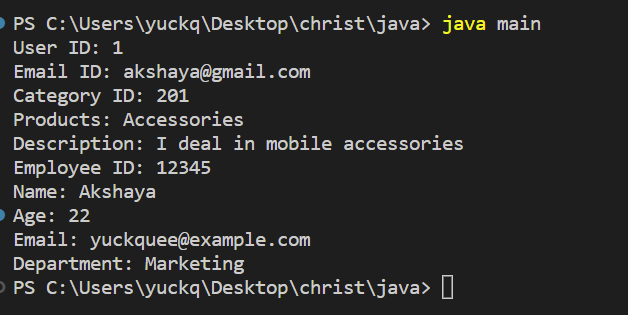 PS C:\Users\yuckq\Desktop\christ\java> java main
User ID: 1
Email ID: akshaya@gmail.com
Category ID: 201
Products: Accessories
Description: I deal in mobile accessories
Employee ID: 12345
Name: Akshaya
Age: 22
Email: yuckquee@example.com
Department: Marketing
PS C:\Users\yuckq\Desktop\christ\java>